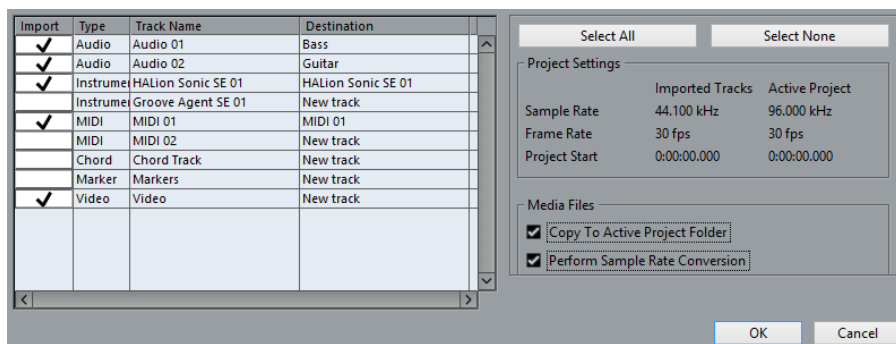 Import Type Track Name Destination
Audio Audio 01 Bass
Audio Audio 02 Guitar
Instrumen HALion Sonic SE 01 HALion Sonic SE 01
Instrumen Groove Agent SE 01 New track
MIDI MIDI 01 MIDI 01
MIDI MIDI 02 New track
Chord Chord Track New track
Marker Markers New track
Video Video New track
Select All Select None
Project Settings
Imported Tracks Active Project
Sample Rate 44.100 kHz 96.000 kHz
Frame Rate 30 fps 30 fps
Project Start 0:00:00.000 0:00:00.000
Media Files
Copy To Active Project Folder
Perform Sample Rate Conversion
OK Cancel